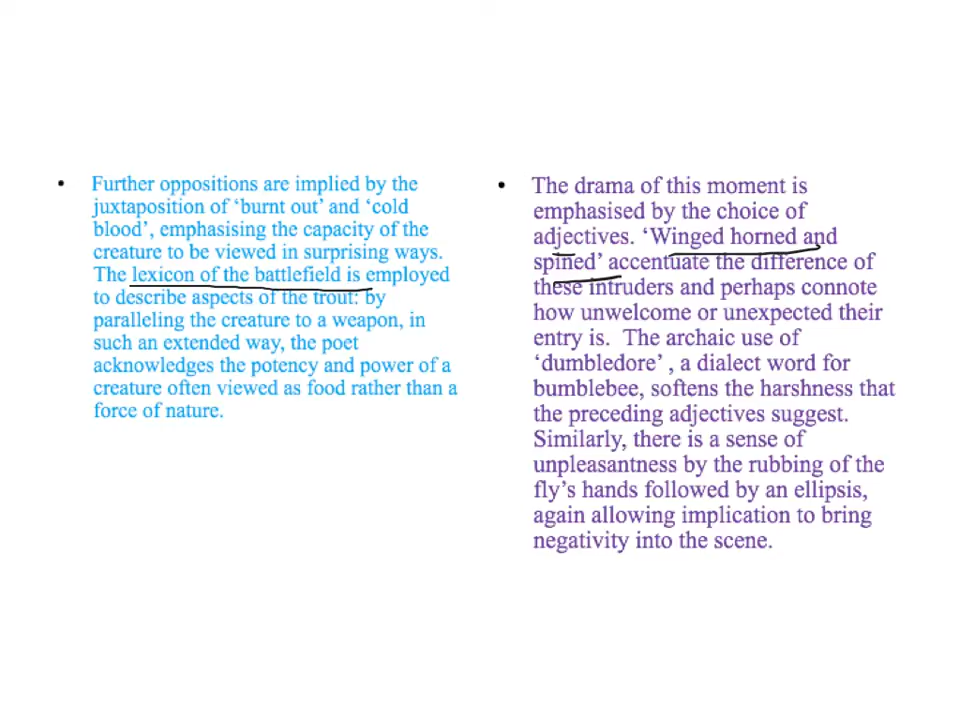 Further oppositions are implied by the
juxtaposition of ‘burnt out’ and ‘cold
blood’, emphasising the capacity of the
creature to be viewed in surprising ways.
The lexicon of the battlefield is employed
to describe aspects of the trout: by
paralleling the creature to a weapon, in
such an extended way, the poet
acknowledges the potency and power of a
creature often viewed as food rather than a
force of nature.
The drama of this moment is
emphasised by the choice of
adjectives. ‘Winged horned and
spined’ accentuate the difference of
these intruders and perhaps connote
how unwelcome or unexpected their
entry is.  The archaic use of
‘dumbledore’ , a dialect word for
bumblebee, softens the harshness that
the preceding adjectives suggest.
Similarly, there is a sense of
unpleasantness by the rubbing of the
fly’s hands followed by an ellipsis,
again allowing implication to bring
negativity into the scene.